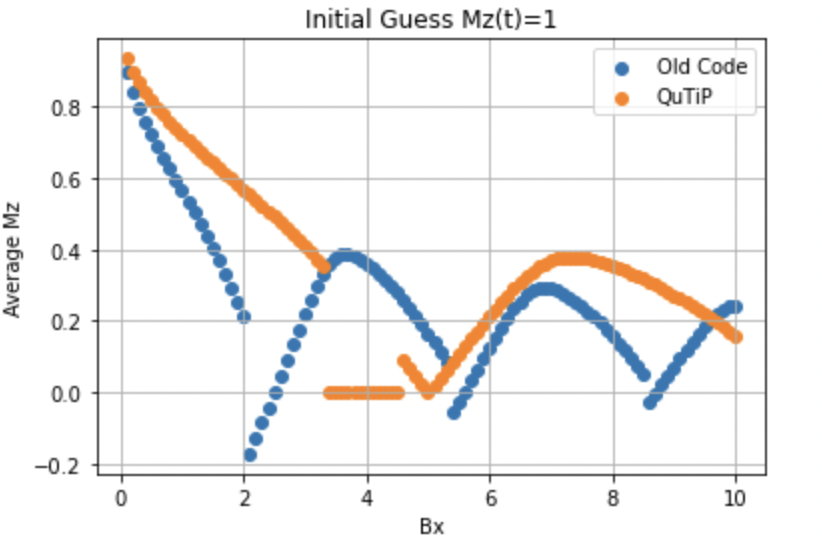 Initial Guess Mz(t)=1
Old Code
QuTiP
Average Mz
0.8
0.6
0.4
0.2
0.0
−0.2
0 2 4 6 8 10
Bx